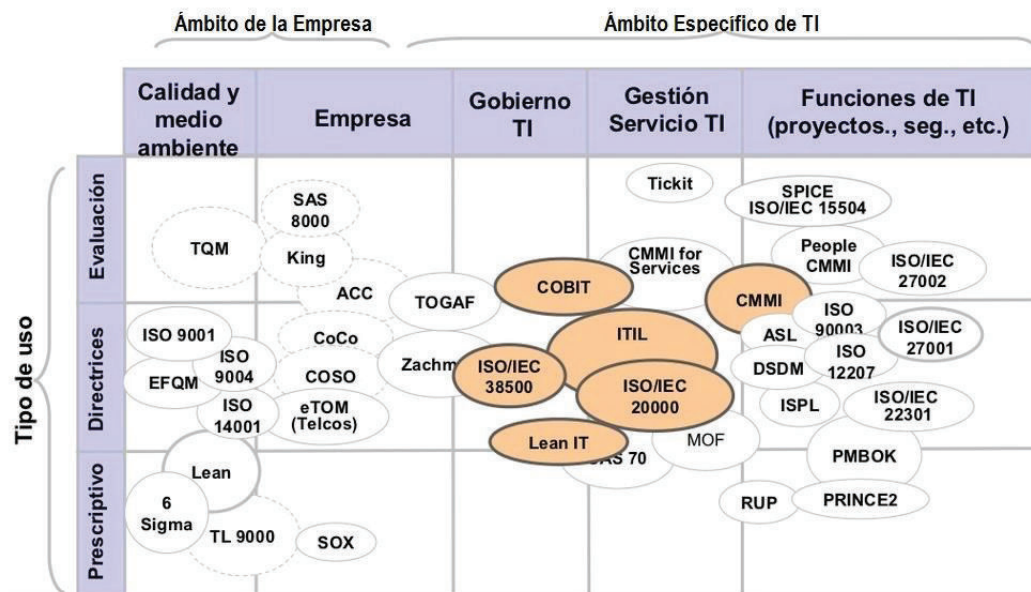 Ámbito de la Empresa
Ámbito Específico de TI
Calidad y
medio
ambiente
Empresa
Gobierno
TI
Gestión
Servicio TI
Funciones de TI
(proyectos., seg., etc.)
Tipo de uso
Evaluación
Directrices
Prescriptivo
TQM
SAS
8000
King
ACC
TOGAF
COBIT
Tickit
CMMI for
Services
SPICE
ISO/IEC 15504
People
CMMI
ISO/IEC
27002
CMMI
ISO 9001
EFQM
ISO
9004
ISO
14001
CoCo
COSO
eTOM
(Telcos)
Zachm
ISO/IEC
38500
ITIL
ISO/IEC
20000
Lean IT
MOF
ASL
ISO
90003
ISO/IEC
27001
DSDM
ISO
12207
ISPL
ISO/IEC
22301
Lean
6
Sigma
TL 9000
SOX
70
PMBOK
RUP
PRINCE2